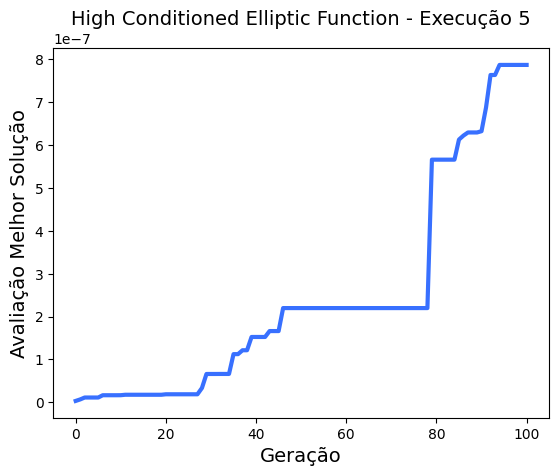 High Conditioned Elliptic Function - Execução 5
1e−7
8
7
6
5
4
3
2
1
0
Avaliação Melhor Solução
0 20 40 60 80 100
Geração